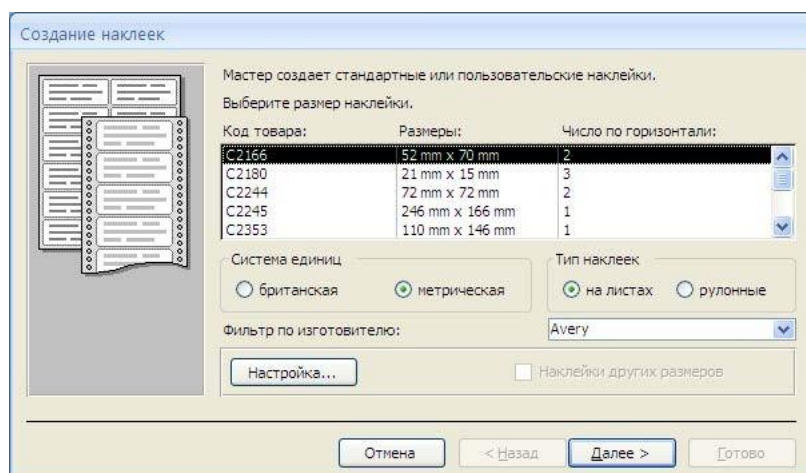 Создание наклеек
Мастер создает стандартные или пользовательские наклейки.
Выберите размер наклейки.
Код товара: Размеры: Число по горизонтали:
C2166 52 mm x 70 mm 2
C2180 21 mm x 15 mm 3
C2244 72 mm x 72 mm 2
C2245 246 mm x 166 mm 1
C2353 110 mm x 146 mm 1
Система единиц Тип наклеек
британская метрическая на листах рулонные
Фильтр по изготовителю: Avery
Настройка... Наклейки других размеров
Отмена < Назад Далее > Готово